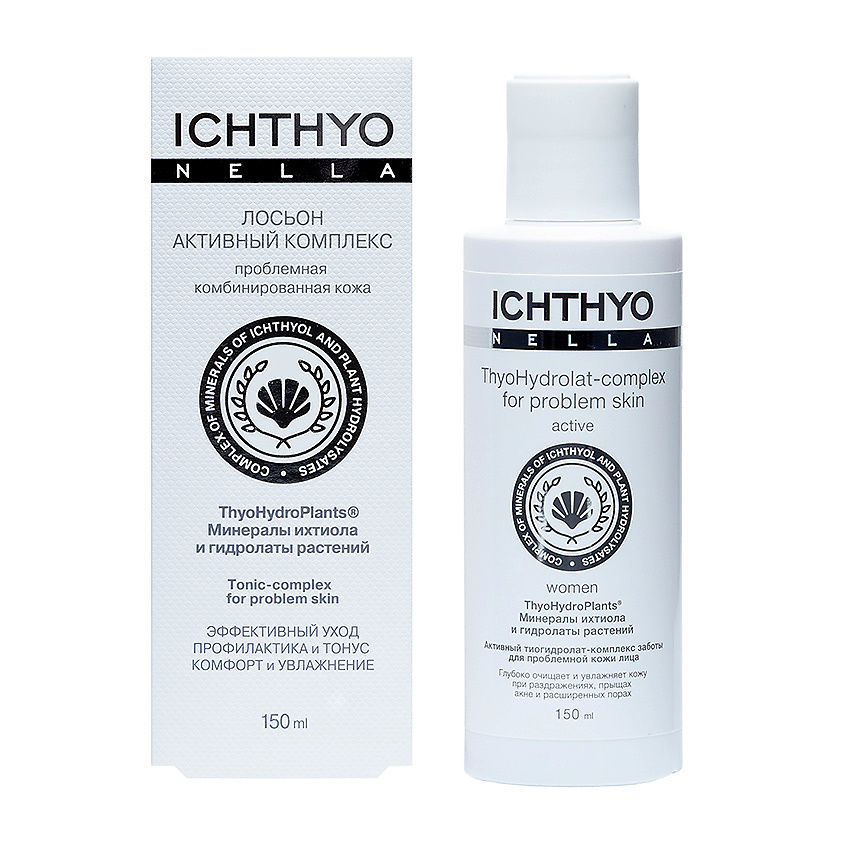 ICHTHYO
NELLA
ЛОСЬОН
АКТИВНЫЙ КОМПЛЕКС
проблемная
комбинированная кожа
COMPLEX OF MINERALS OF ICHTHYOL AND PLANT HYDROLYSATES •
ThyoHydroPlants®
Минералы ихтиола
и гидролаты растений
Tonic-complex
for problem skin
ЭФФЕКТИВНЫЙ УХОД
ПРОФИЛАКТИКА и ТОНУС
КОМФОРТ и УВЛАЖНЕНИЕ
150 ml
ICHTHYO
NELLA
ThyoHydrolat-complex
for problem skin
active
COMPLEX OF MINERALS OF ICHTHYOL AND PLANT HYDROLYSATES •
women
ThyoHydroPlants®
Минералы ихтиола
и гидролаты растений
Активный тиогидролат-комплекс заботы
для проблемной кожи лица
Глубоко очищает и увлажняет кожу
при раздражениях, прыщах
акне и расширенных порах
150 ml